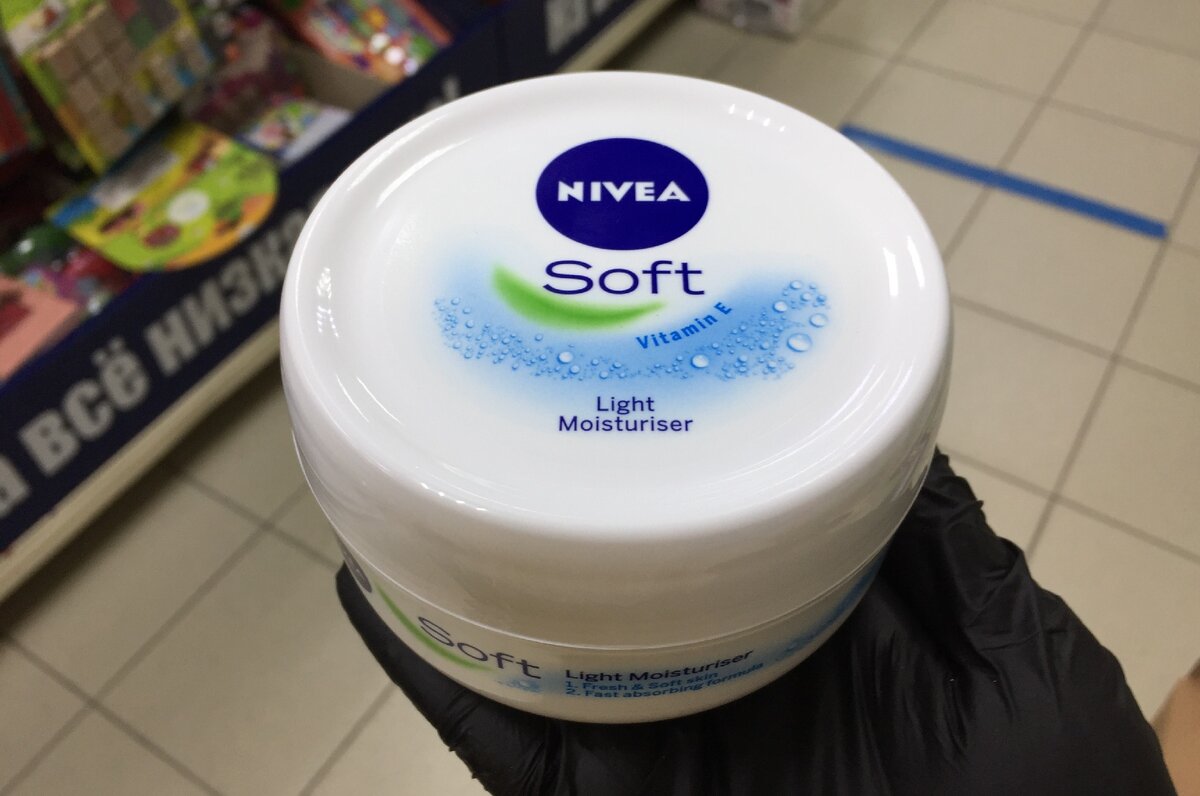 NIVEA
Soft
Vitamin E
Light
Moisturiser
Soft
Light Moisturiser
1. Fresh & Soft skin
2. Fast absorbing formula
всё низк